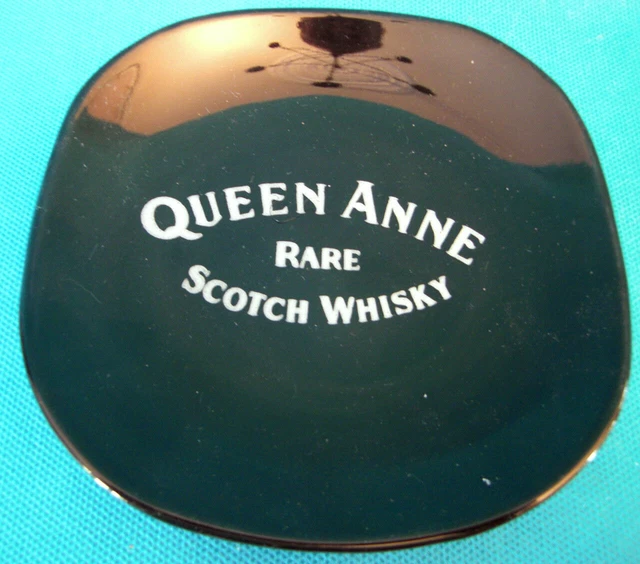 QUEEN ANNE
RARE
SCOTCH WHISKY